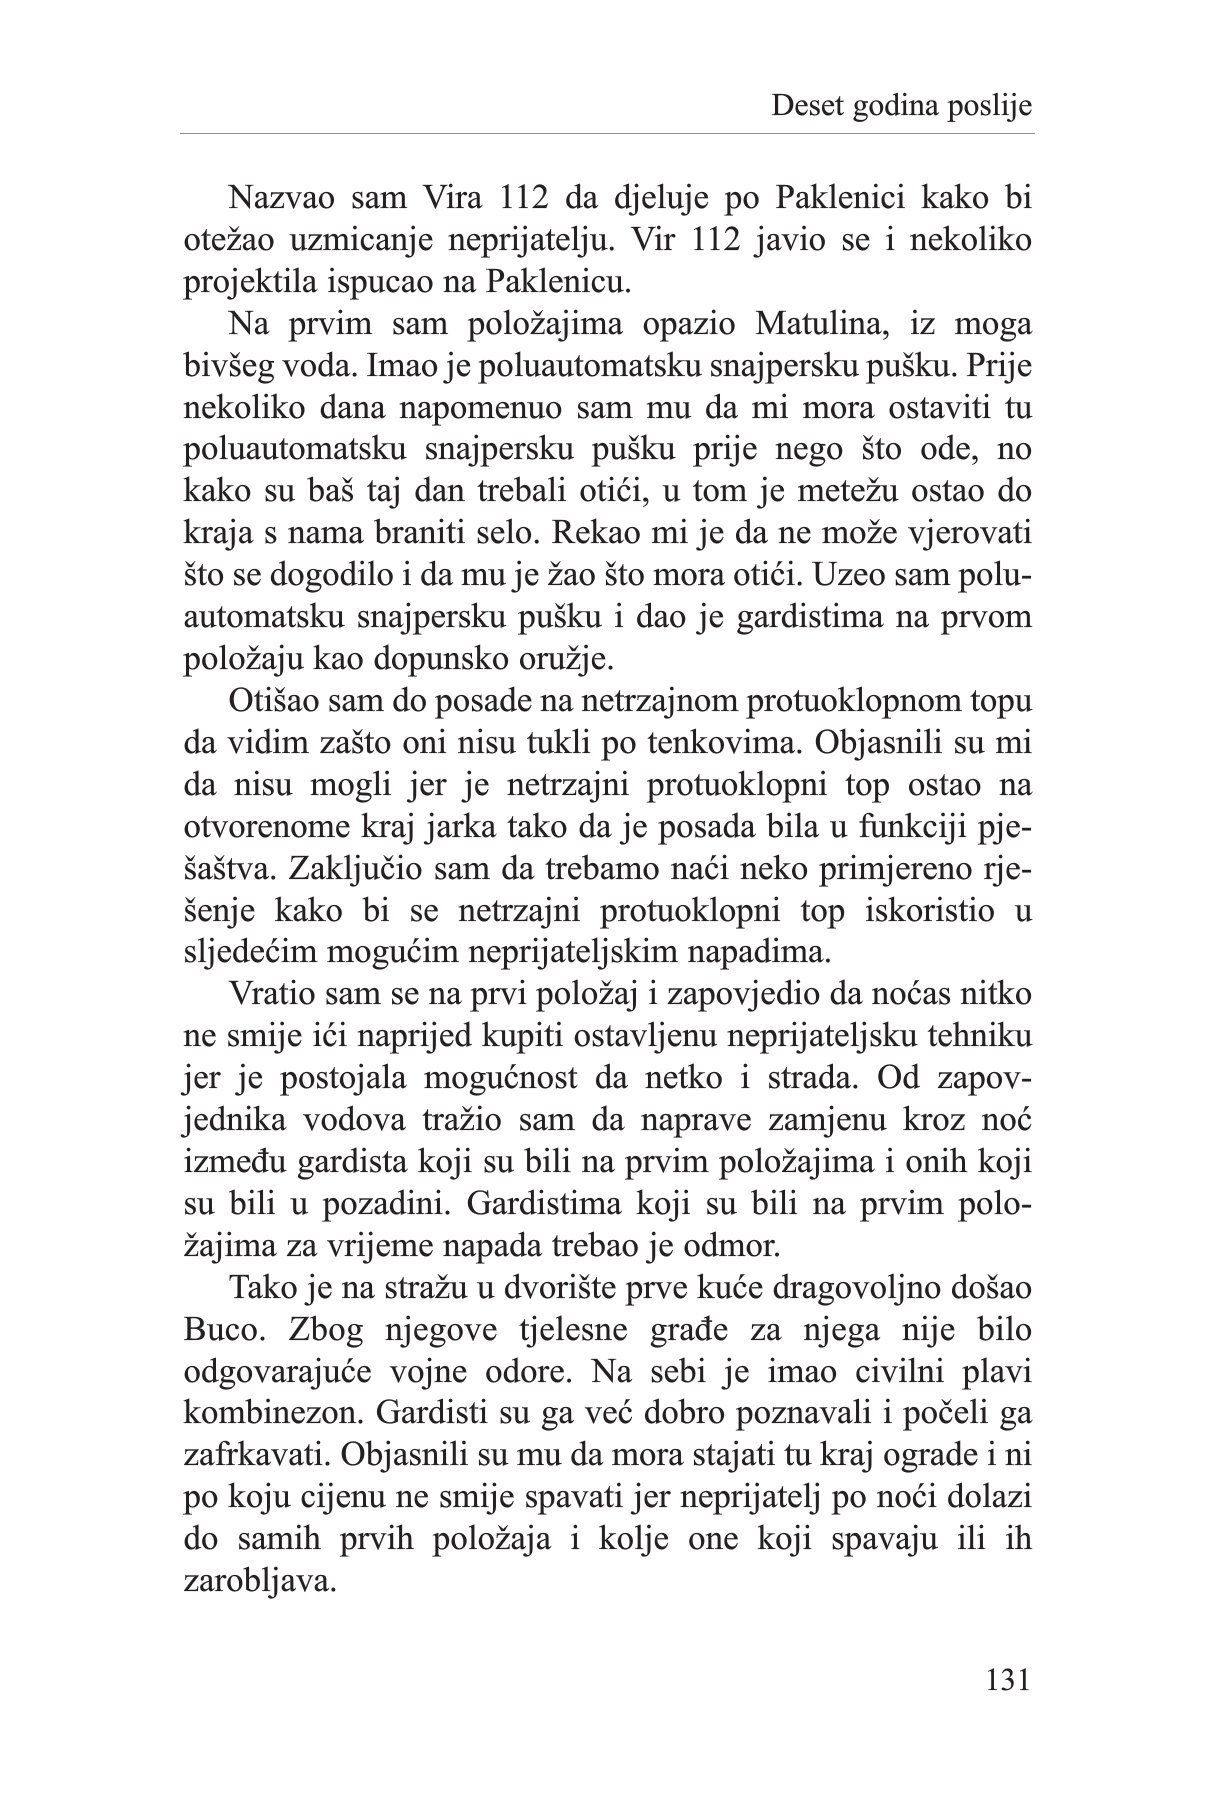 Deset godina poslije
Nazvao sam Vira 112 da djeluje po Paklenici kako bi
otežao uzmicanje neprijatelju. Vir 112 javio se i nekoliko
projektila ispucao na Paklenicu.
Na prvim sam položajima opazio Matulina, iz moga
bivšeg voda. Imao je poluautomatsku snajpersku pušku. Prije
nekoliko dana napomenuo sam mu da mi mora ostaviti tu
poluautomatsku snajpersku pušku prije nego što ode, no
kako su baš taj dan trebali otići, u tom je metežu ostao do
kraja s nama braniti selo. Rekao mi je da ne može vjerovati
što se dogodilo i da mu je žao što mora otići. Uzeo sam polu-
automatsku snajpersku pušku i dao je gardistima na prvom
položaju kao dopunsko oružje.
Otišao sam do posade na netrzajnom protuoklopnom topu
da vidim zašto oni nisu tukli po tenkovima. Objasnili su mi
da nisu mogli jer je netrzajni protuoklopni top ostao na
otvorenome kraj jarka tako da je posada bila u funkciji pje-
šaštva. Zaključio sam da trebamo naći neko primjereno rje-
šenje kako bi se netrzajni protuoklopni top iskoristio u
sljedećim mogućim neprijateljskim napadima.
Vratio sam se na prvi položaj i zapovjedio da noćas nitko
ne smije ići naprijed kupiti ostavljenu neprijateljsku tehniku
jer je postojala mogućnost da netko i strada. Od zapov-
jednika vodova tražio sam da naprave zamjenu kroz noć
između gardista koji su bili na prvim položajima i onih koji
su bili u pozadini. Gardistima koji su bili na prvim polo-
žajima za vrijeme napada trebao je odmor.
Tako je na stražu u dvorište prve kuće dragovoljno došao
Buco. Zbog njegove tjelesne građe za njega nije bilo
odgovarajuće vojne odore. Na sebi je imao civilni plavi
kombinezon. Gardisti su ga već dobro poznavali i počeli ga
zafrkavati. Objasnili su mu da mora stajati tu kraj ograde i ni
po koju cijenu ne smije spavati jer neprijatelj po noći dolazi
do samih prvih položaja i kolje one koji spavaju ili ih
zarobljava.
131